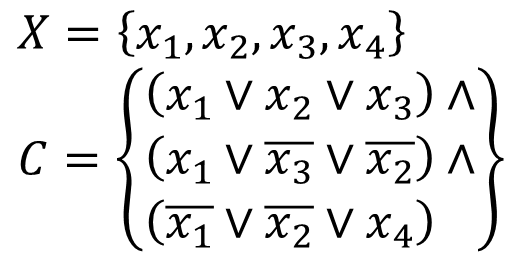 X = {x₁, x₂, x₃, x₄}
C = {(x₁ ∨ x₂ ∨ x₃) ∧
(x₁ ∨ x̅₃ ∨ x̅₂) ∧
(x̅₁ ∨ x̅₂ ∨ x₄)}